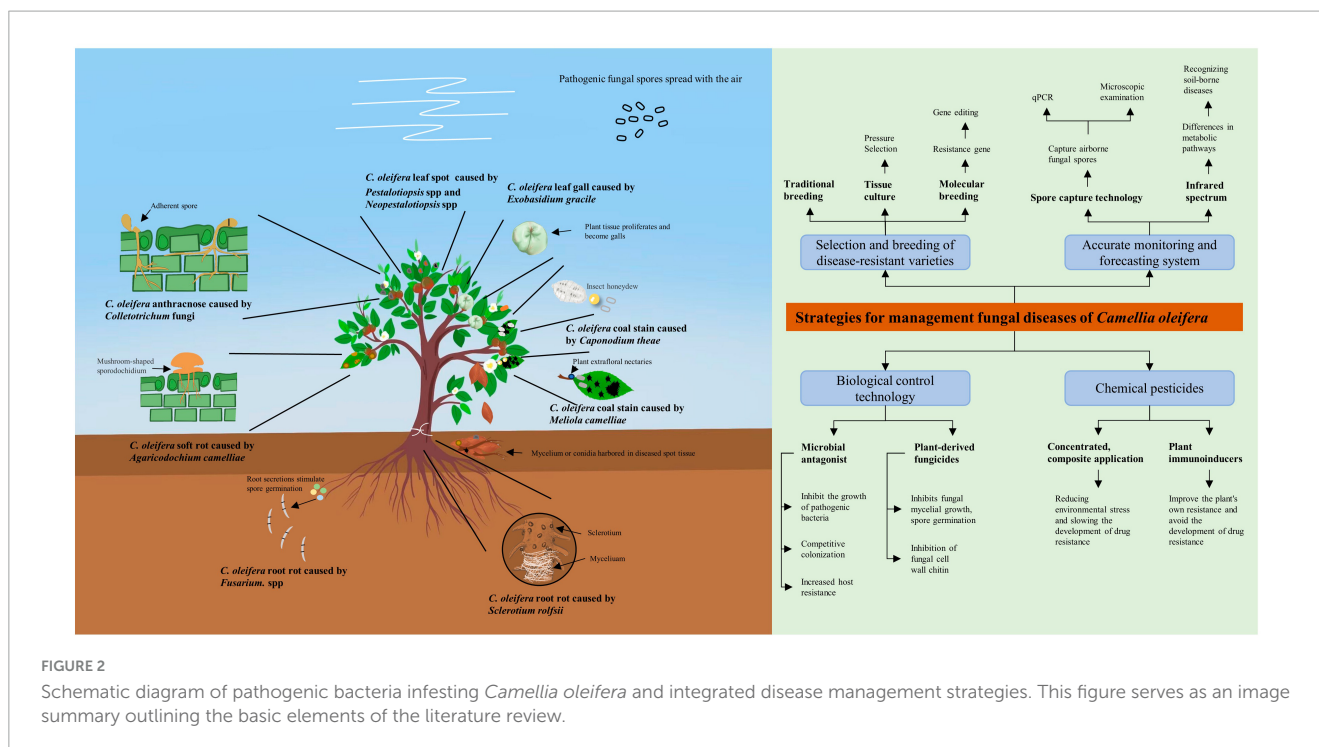 Pathogenic fungal spores spread with the air
C. oleifera leaf spot caused by
Pestalotiopsis spp and
Neopestalotiopsis spp
C. oleifera leaf gall caused by
Exobasidium gracile
Adherent spore
Plant tissue proliferates and
become galls
Insect honeydew
C. oleifera anthracnose caused by
Colletotrichum fungi
C. oleifera coal stain caused
by Caponodium theae
Mushroom-shaped
sporodochidium
Plant extrafloral nectaries
C. oleifera coal stain caused by
Meliola camelliae
C. oleifera soft rot caused by
Agaricodochium camelliae
Mycelium or conidia harbored in diseased spot tissue
Root secretions stimulate
spore germination
Sclerotium
Myceliuam
C. oleifera root rot caused by
Fusarium. spp
C. oleifera root rot caused by
Sclerotium rolfsii
Pressure
Selection
Gene editing
Resistance gene
Traditional
breeding
Tissue
culture
Molecular
breeding
Selection and breeding of
disease-resistant varieties
qPCR
Microscopic
examination
Recognizing
soil-borne
diseases
Capture airborne
fungal spores
Differences in
metabolic
pathways
Spore capture technology
Infrared
spectrum
Accurate monitoring and
forecasting system
Strategies for management fungal diseases of Camellia oleifera
Biological control
technology
Chemical pesticides
Microbial
antagonist
Inhibit the growth
of pathogenic
bacteria
Competitive
colonization
Increased host
resistance
Plant-derived
fungicides
Inhibits fungal
mycelial growth,
spore germination
Inhibition of
fungal cell
wall chitin
Concentrated,
composite application
Reducing
environmental stress
and slowing the
development of drug
resistance
Plant
immunoinducers
Improve the plant's
own resistance and
avoid the
development of drug
resistance
FIGURE 2
Schematic diagram of pathogenic bacteria infesting Camellia oleifera and integrated disease management strategies. This figure serves as an image
summary outlining the basic elements of the literature review.